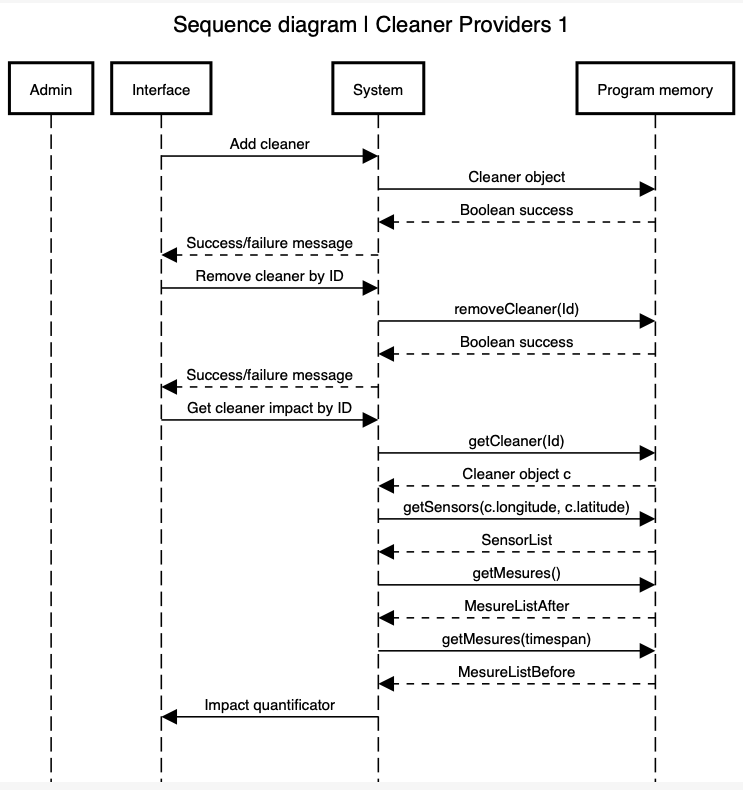 Sequence diagram | Cleaner Providers 1
Admin
Interface
System
Program memory
Add cleaner
Cleaner object
Boolean success
Success/failure message
Remove cleaner by ID
removeCleaner(Id)
Boolean success
Success/failure message
Get cleaner impact by ID
getCleaner(Id)
Cleaner object c
getSensors(c.longitude, c.latitude)
SensorList
getMesures()
MesureListAfter
getMesures(timespan)
MesureListBefore
Impact quantificator